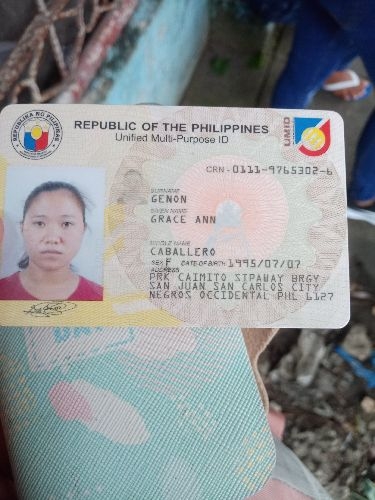 REPUBLIKA NG PILIPINAS
REPUBLIC OF THE PHILIPPINES
Unified Multi-Purpose ID
UMID
CRN-0111-9765302-6
SURNAME
GENON
GIVEN NAME
GRACE ANN
MIDDLE NAME
CABALLERO
SEX F DATE OF BIRTH 1995/07/07
ADDRESS
PRK CAIMITO STPAWAY BRGY
SAN JUAN SAN CARLOS CITY
NEGROS OCCIDENTAL PHL 6127